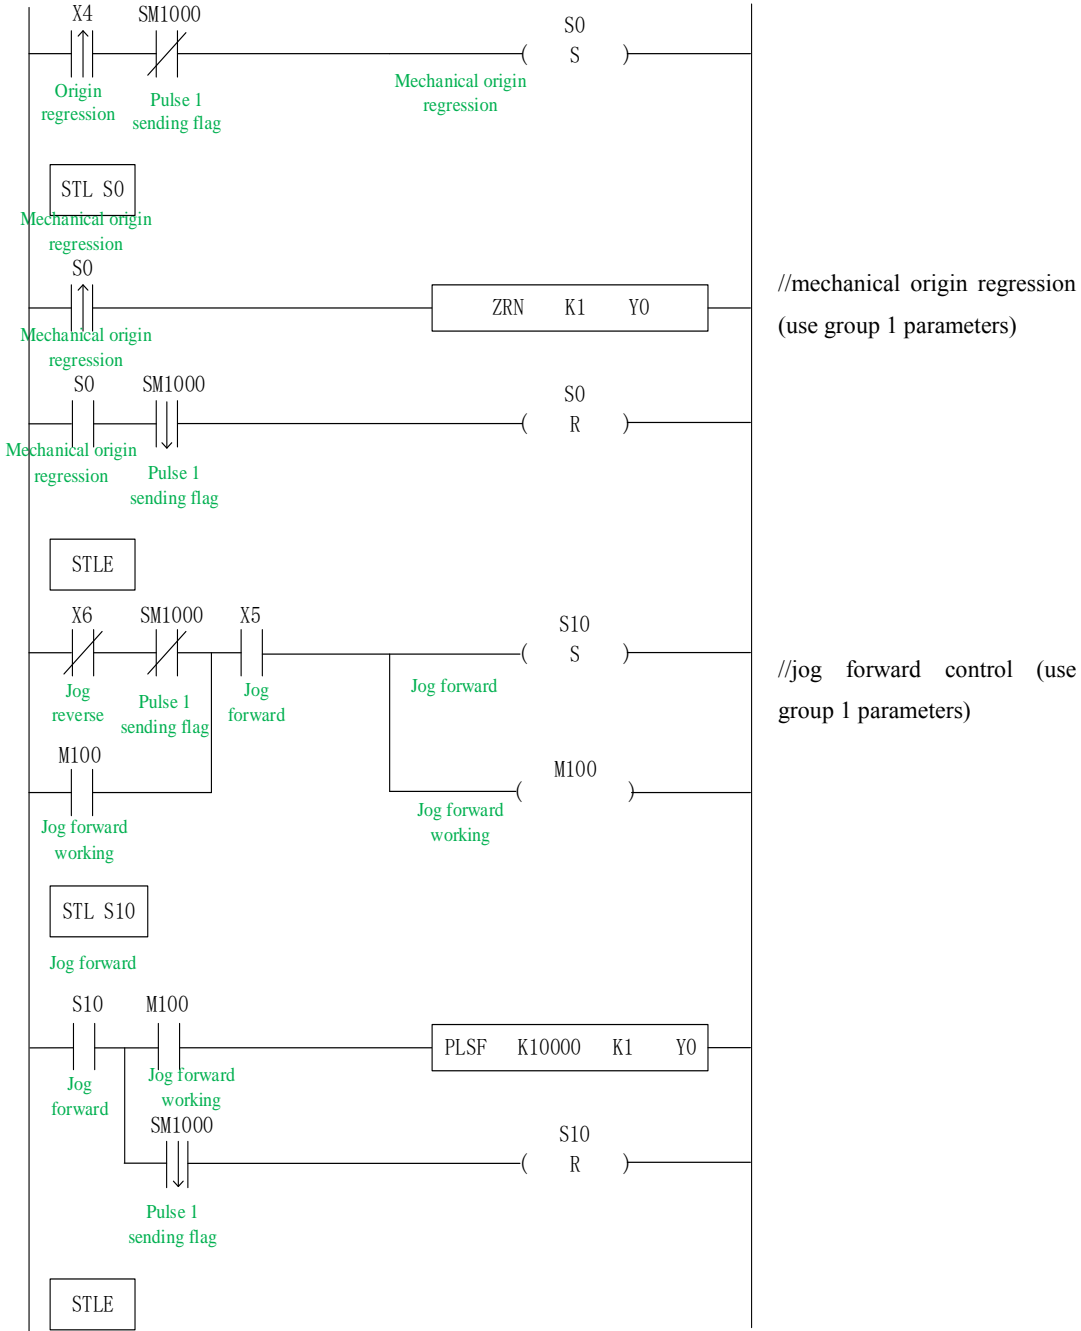 X4 SM1000
S0
( S )
Origin
regression
Pulse 1
sending flag
Mechanical origin
regression
STL S0
Mechanical origin
regression
S0
ZRN K1 Y0
//mechanical origin regression
(use group 1 parameters)
Mechanical origin
regression
S0 SM1000
S0
( R )
Mechanical origin
regression
Pulse 1
sending flag
STLE
X6 SM1000 X5
S10
( S )
//jog forward control (use
group 1 parameters)
Jog
reverse
Pulse 1
sending flag
Jog
forward
Jog forward
M100
M100
( )
Jog forward
working
Jog forward
working
STL S10
Jog forward
S10 M100
PLSF K10000 K1 Y0
Jog
forward
Jog forward
working
SM1000
S10
( R )
Pulse 1
sending flag
STLE